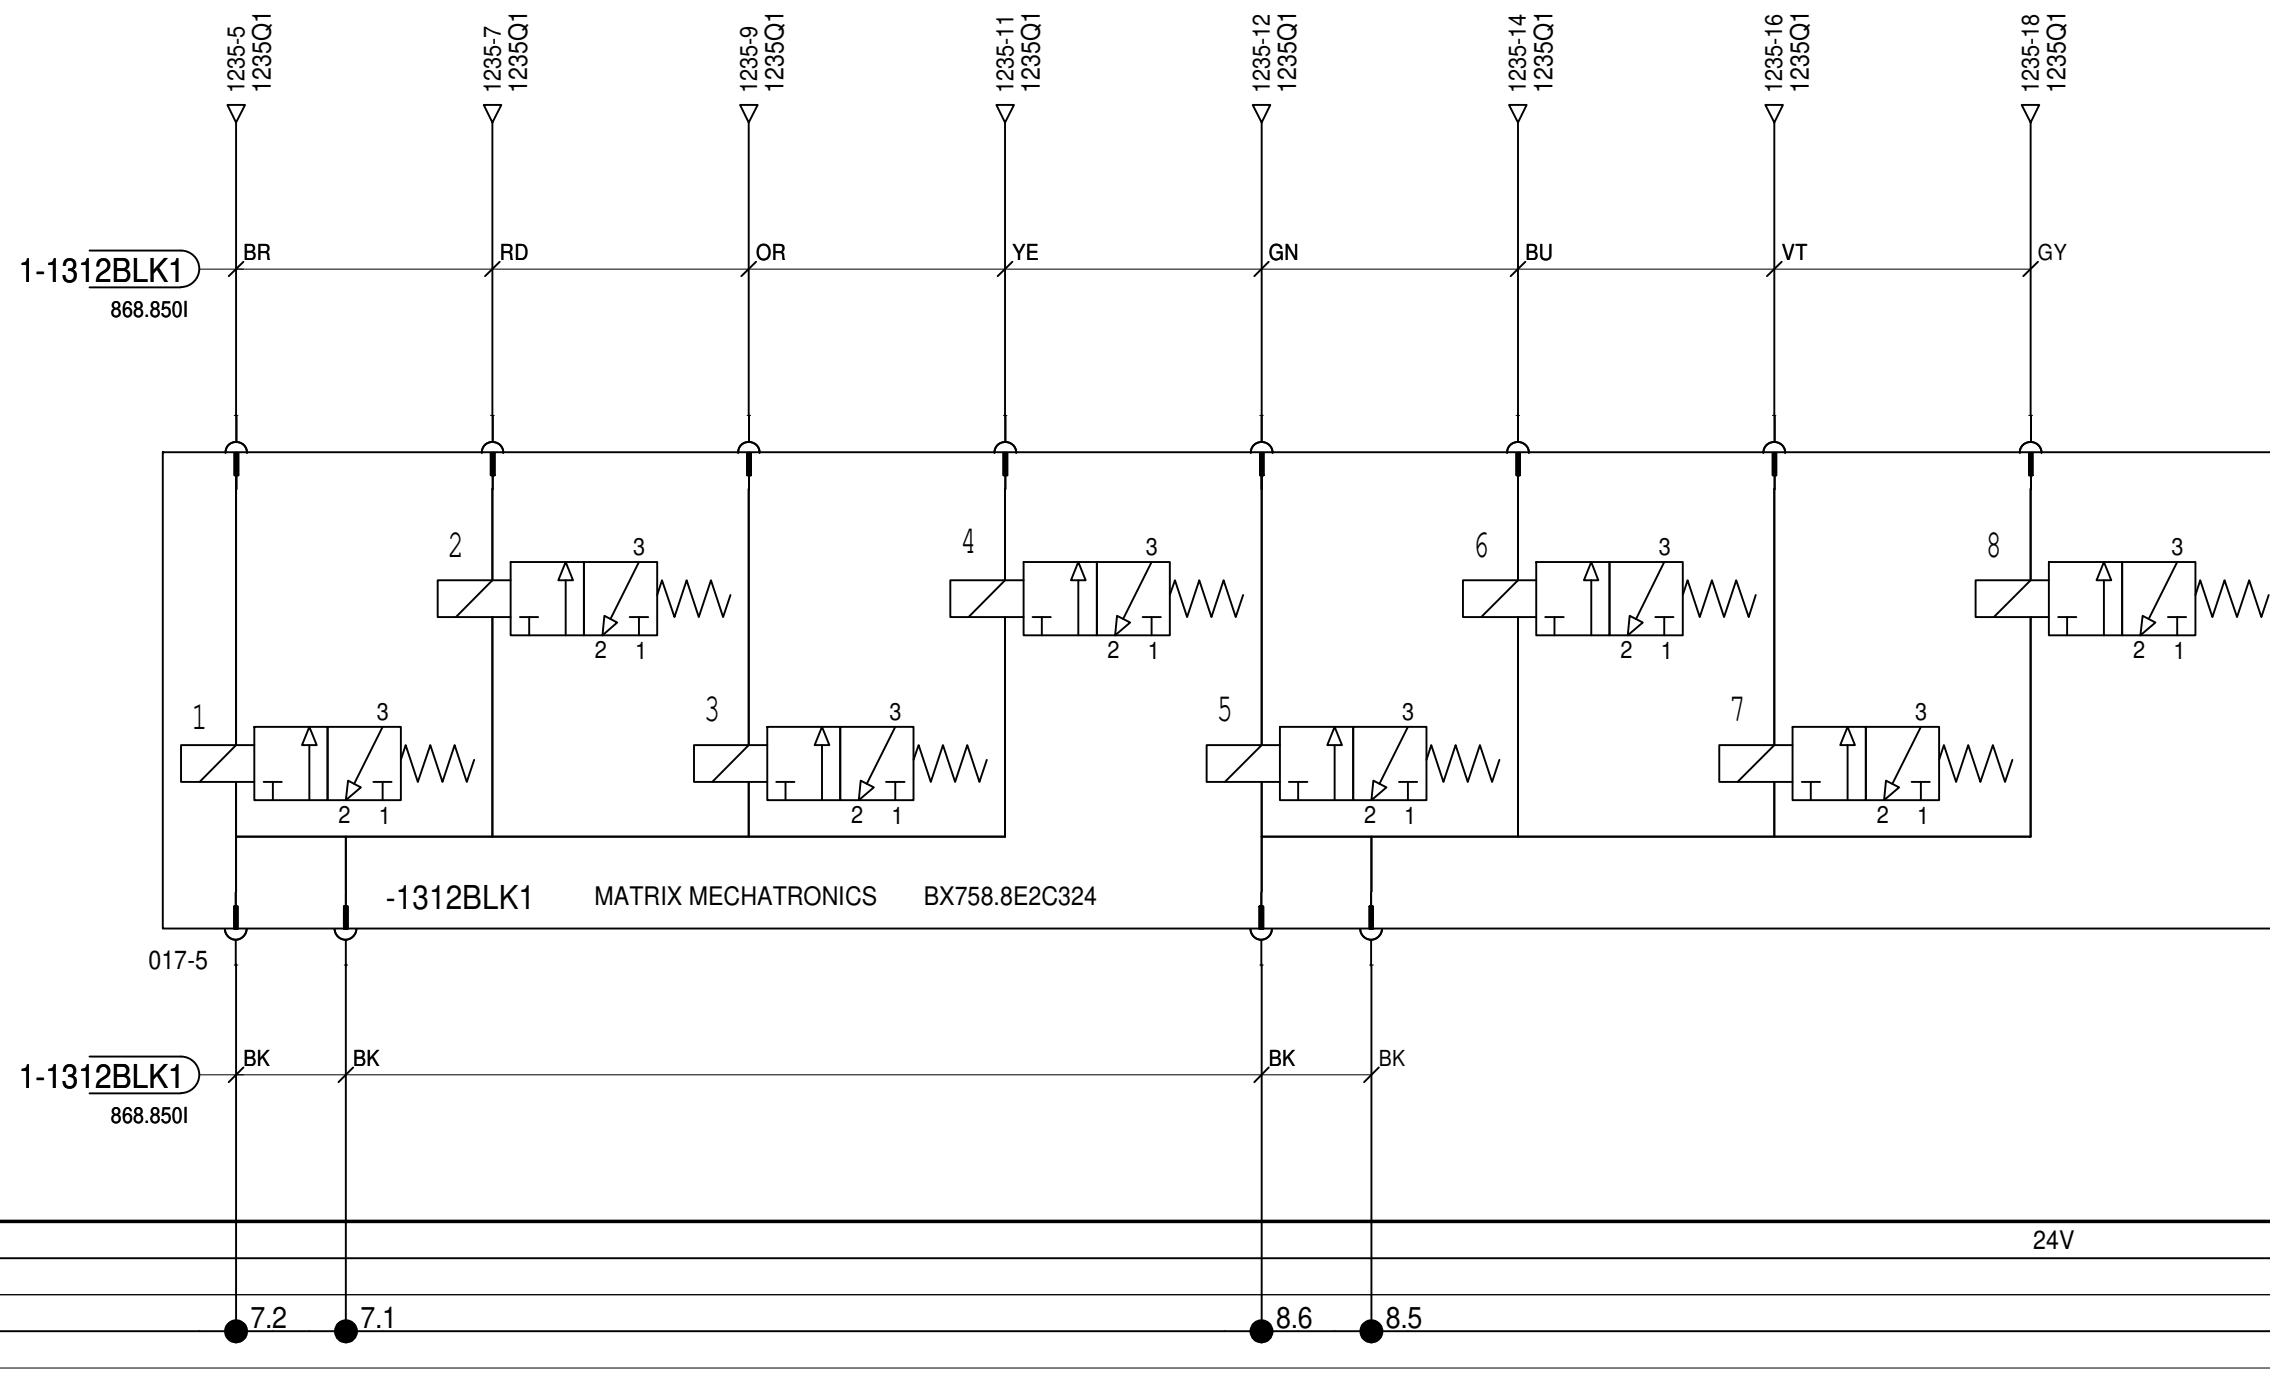 1235-5
1235Q1
1235-7
1235Q1
1235-9
1235Q1
1235-11
1235Q1
1235-12
1235Q1
1235-14
1235Q1
1235-16
1235Q1
1235-18
1235Q1
BR
RD
OR
YE
GN
BU
VT
GY
1-1312BLK1
868.850I
2
3
2
1
4
3
2
1
6
3
2
1
8
3
2
1
1
3
2
1
3
3
2
1
5
3
2
1
7
3
2
1
-1312BLK1 MATRIX MECHATRONICS BX758.8E2C324
017-5
BK
BK
BK
BK
1-1312BLK1
868.850I
24V
7.2
7.1
8.6
8.5